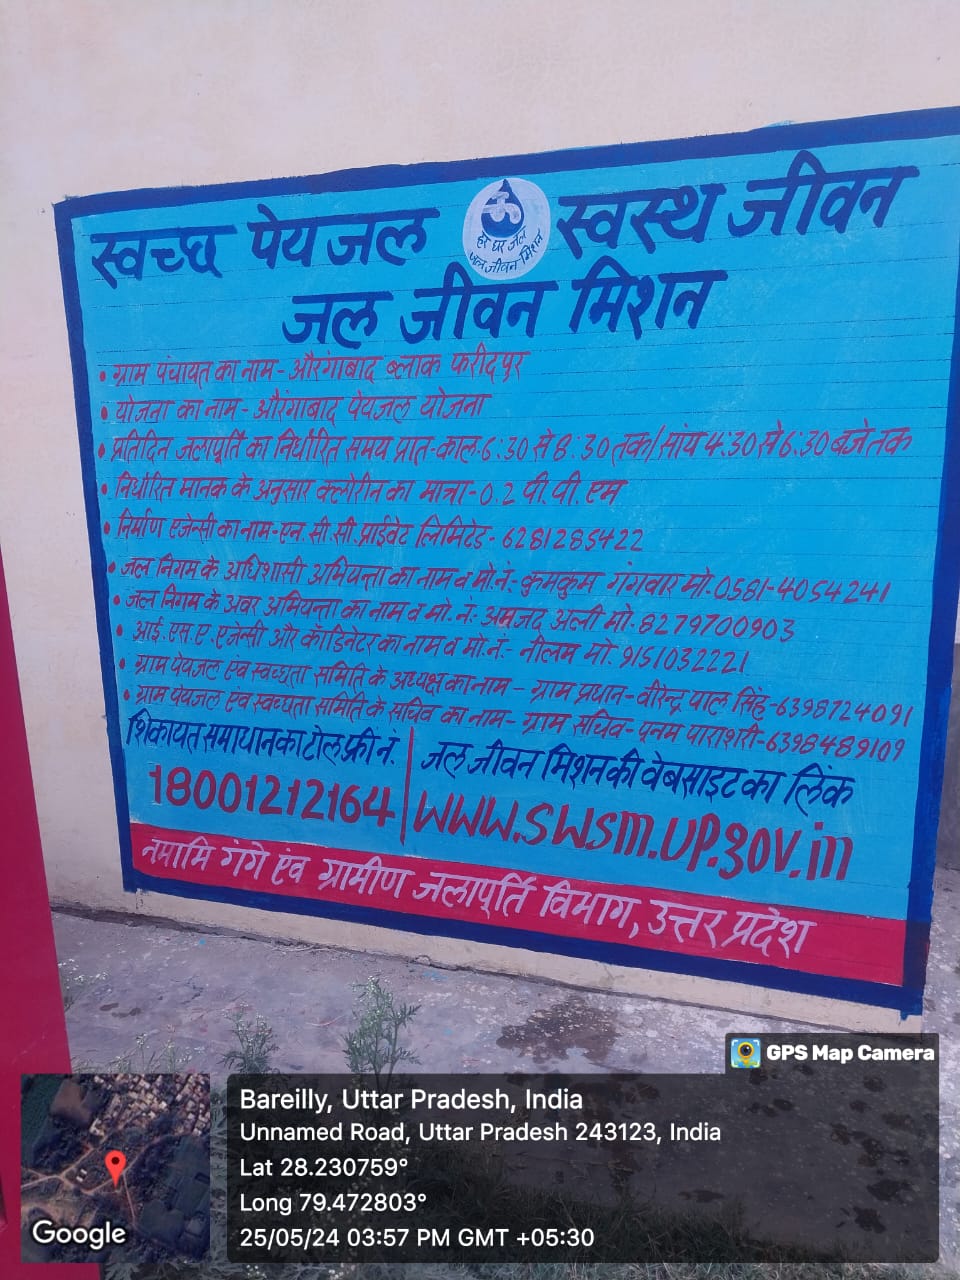 स्वच्छ पेयजल स्वस्थ जीवन
हर घर जल
जल जीवन मिशन
जल जीवन मिशन
• ग्राम पंचायत का नाम - औरंगाबाद ब्लाक फरीदपुर
• योजना का नाम - औरंगाबाद पेयजल योजना
• प्रतिदिन जलापूर्ति का निर्धारित समय प्रात-काल-6:30 से 8:30 तक/सांय 4:30 से 6:30 बजे तक
• निर्धारित मानक के अनुसार क्लोरीन का मात्रा - 0.2 पी.पी.एम
• निर्माण एजेन्सी का नाम - एन.सी.सी. प्राईवेट लिमिटेड - 6281285422
• जल निगम के अधिशासी अभियन्ता का नाम व मो.नं:- कुमकुम गंगवार मो.0581-4054241
• जल निगम के अवर अभियन्ता का नाम व मो. नं: अमजद अली मो.8279700903
• आई.एस.ए. एजेन्सी और कॉडिनेटर का नाम व मो.नं.- नीलम मो. 9151032221
• ग्राम पेयजल एंव स्वच्छता समिति के अध्यक्ष का नाम - ग्राम प्रधान - वीरेन्द्र पाल सिंह-6398724091
• ग्राम पेयजल एंव स्वच्छता समिति के सचिव का नाम - ग्राम सचिव - पूनम पाराशरी-6398489109
शिकायत समाधान का टोल फ्री नं.
18001212164
जल जीवन मिशन की वेबसाइट का लिंक
www.swsm.up.gov.in
नमामि गंगे एंव ग्रामीण जलापूर्ति विभाग, उत्तर प्रदेश
GPS Map Camera
Bareilly, Uttar Pradesh, India
Unnamed Road, Uttar Pradesh 243123, India
Lat 28.230759°
Long 79.472803°
25/05/24 03:57 PM GMT +05:30
Google